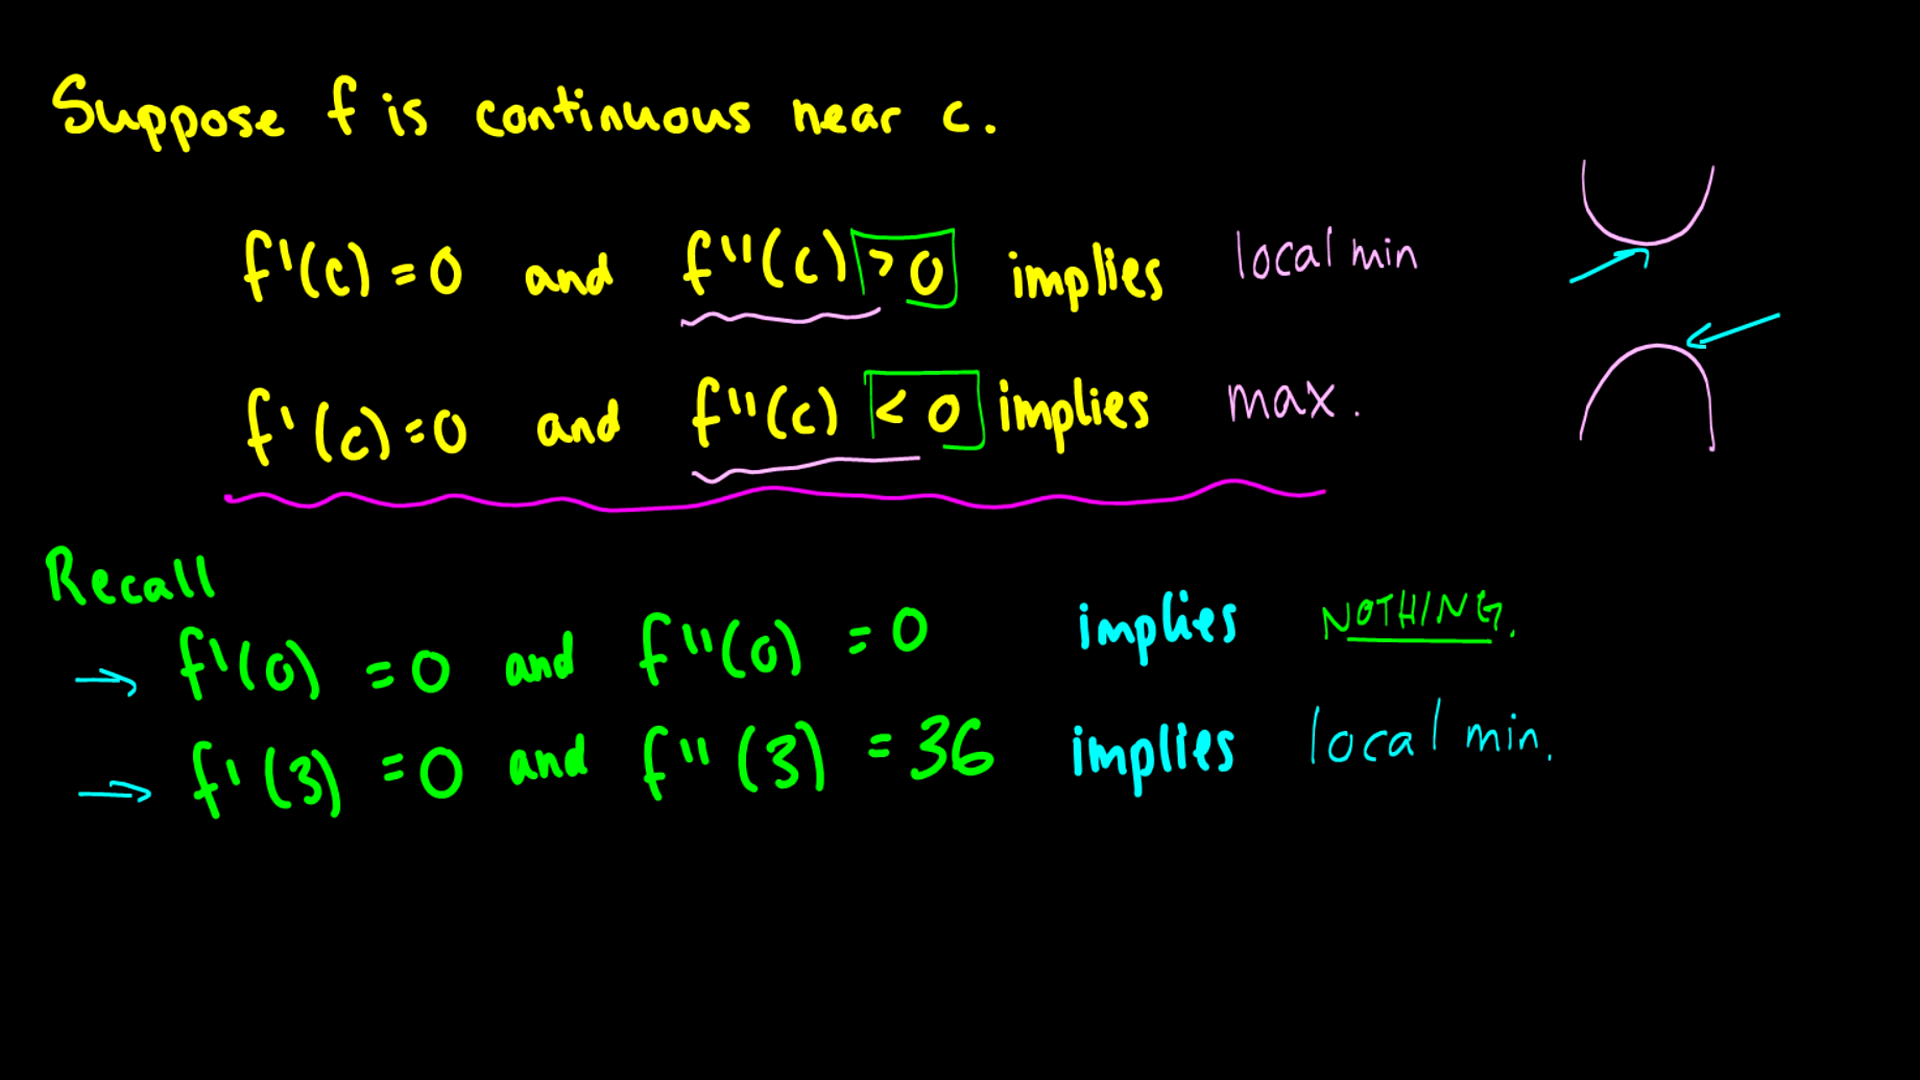 Suppose f is continuous near c.
f'(c) = 0 and f''(c) > 0 implies local min
f'(c) = 0 and f''(c) < 0 implies max.
Recall
→ f'(0) = 0 and f''(0) = 0 implies NOTHING.
→ f'(3) = 0 and f''(3) = 36 implies local min.